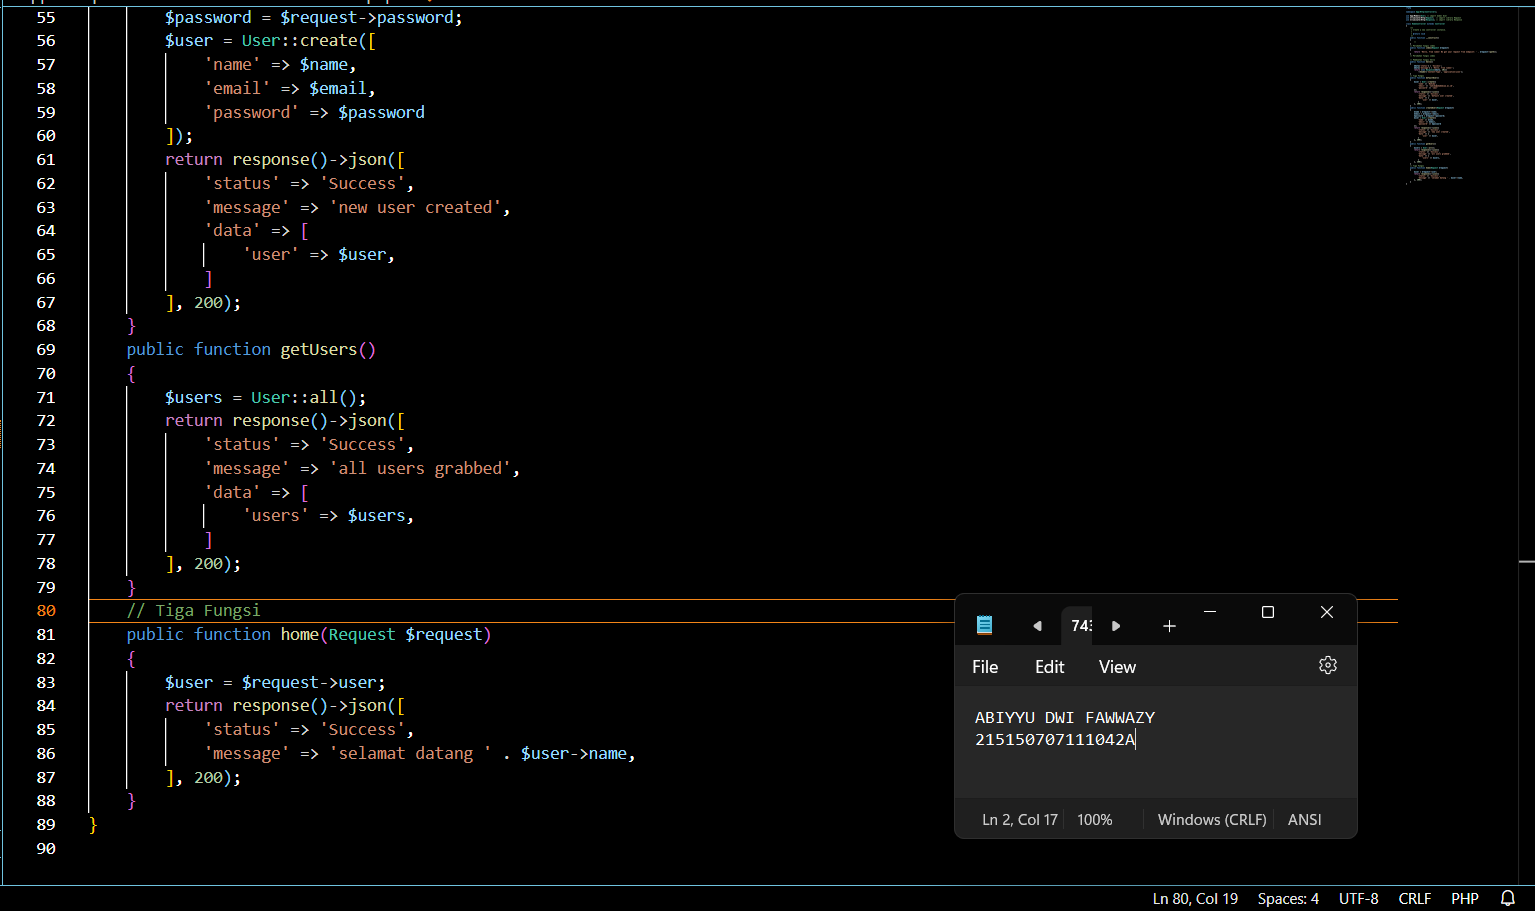 55 $password = $request->password;
56 $user = User::create([
57 'name' => $name,
58 'email' => $email,
59 'password' => $password
60 ]);
61 return response()->json([
62 'status' => 'Success',
63 'message' => 'new user created',
64 'data' => [
65 'user' => $user,
66 ]
67 ], 200);
68 }
69 public function getUsers()
70 {
71 $users = User::all();
72 return response()->json([
73 'status' => 'Success',
74 'message' => 'all users grabbed',
75 'data' => [
76 'users' => $users,
77 ]
78 ], 200);
79 }
80 // Tiga Fungsi
81 public function home(Request $request)
82 {
83 $user = $request->user;
84 return response()->json([
85 'status' => 'Success',
86 'message' => 'selamat datang ' . $user->name,
87 ], 200);
88 }
89 }
90
743
File Edit View
ABIYYU DWI FAWWAZY
215150707111042A
Ln 2, Col 17 100% Windows (CRLF) ANSI
Ln 80, Col 19 Spaces: 4 UTF-8 CRLF PHP